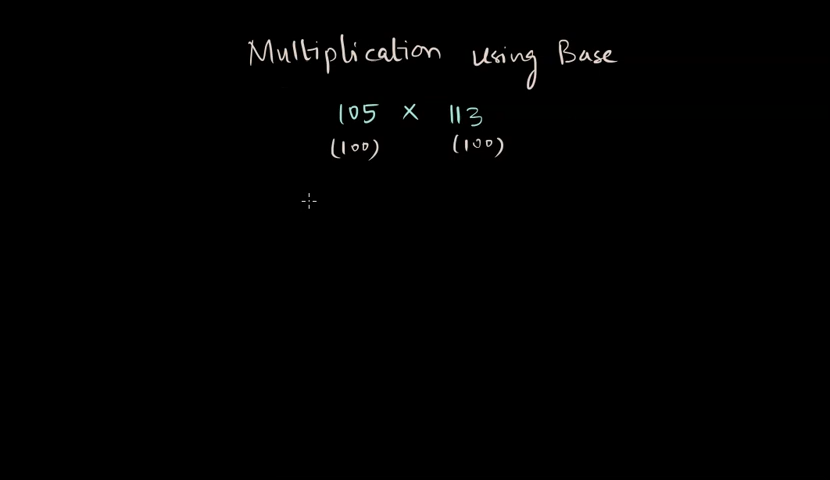 Multiplication using Base
105 × 113
(100) (100)